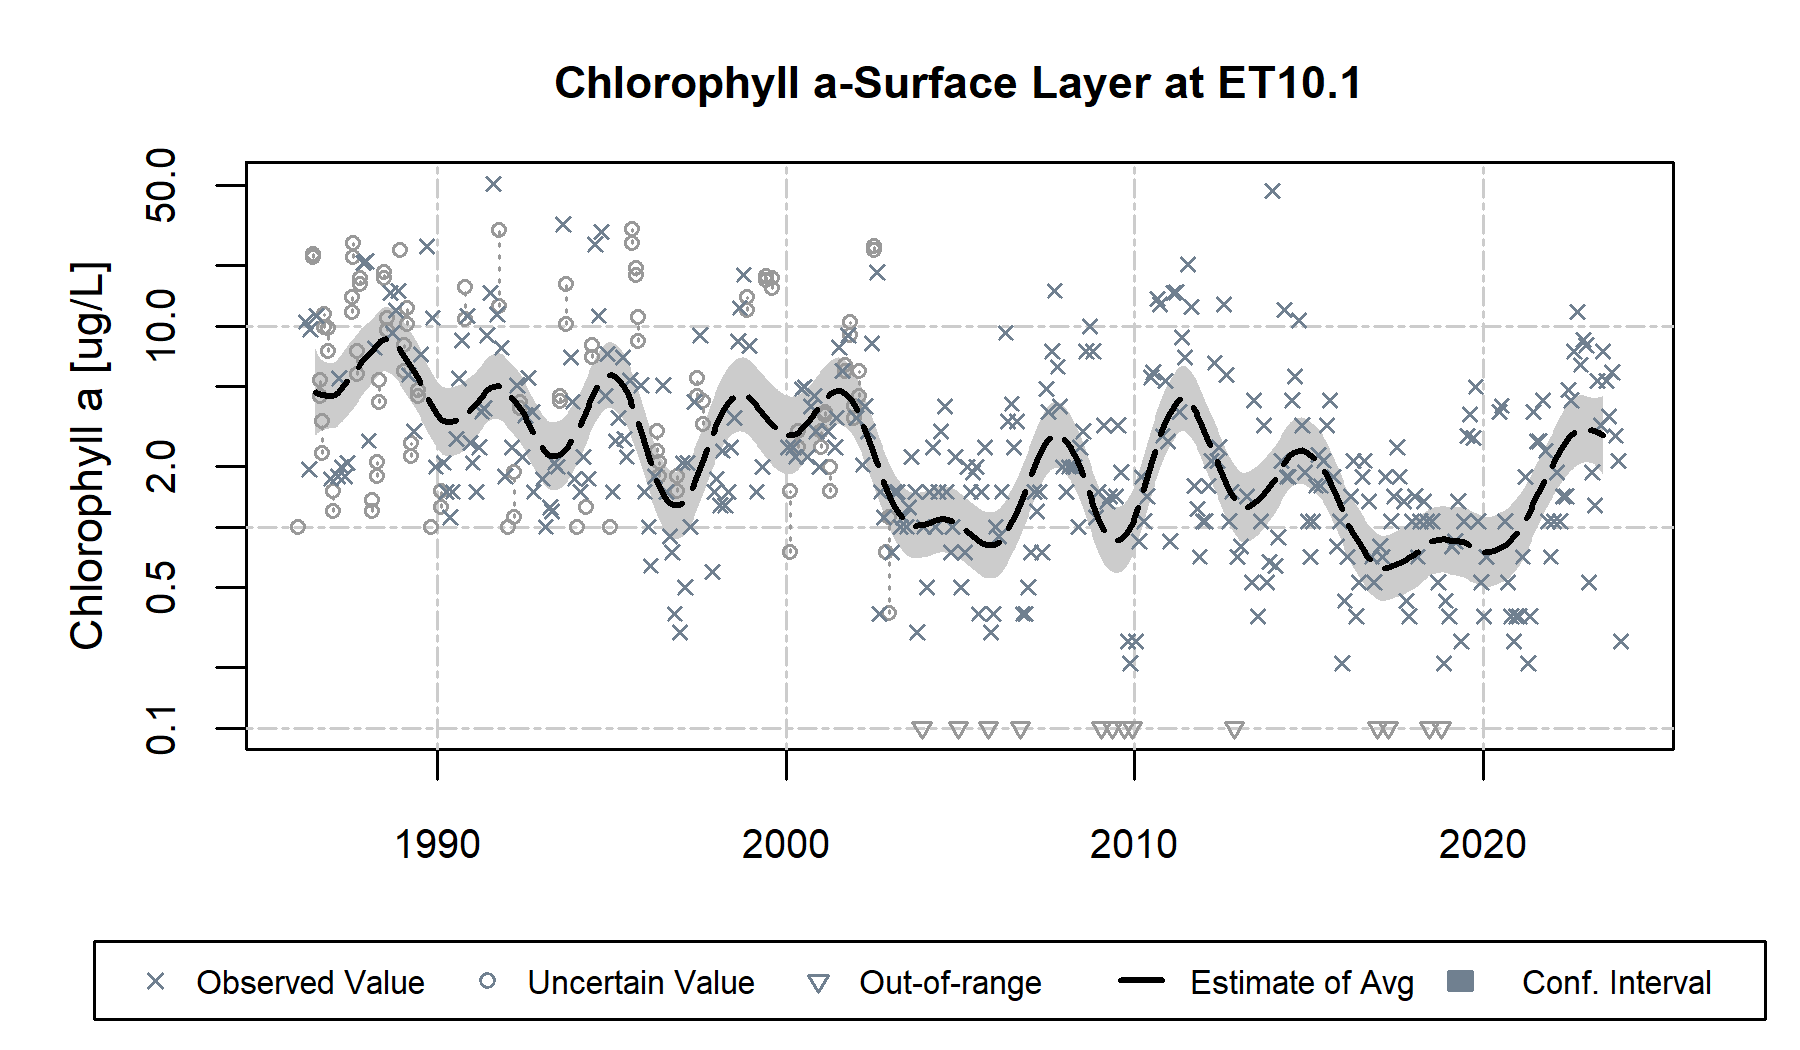 Chlorophyll a-Surface Layer at ET10.1
Chlorophyll a [ug/L]
50.0
10.0
2.0
0.5
0.1
1990 2000 2010 2020
Observed Value Uncertain Value Out-of-range Estimate of Avg Conf. Interval